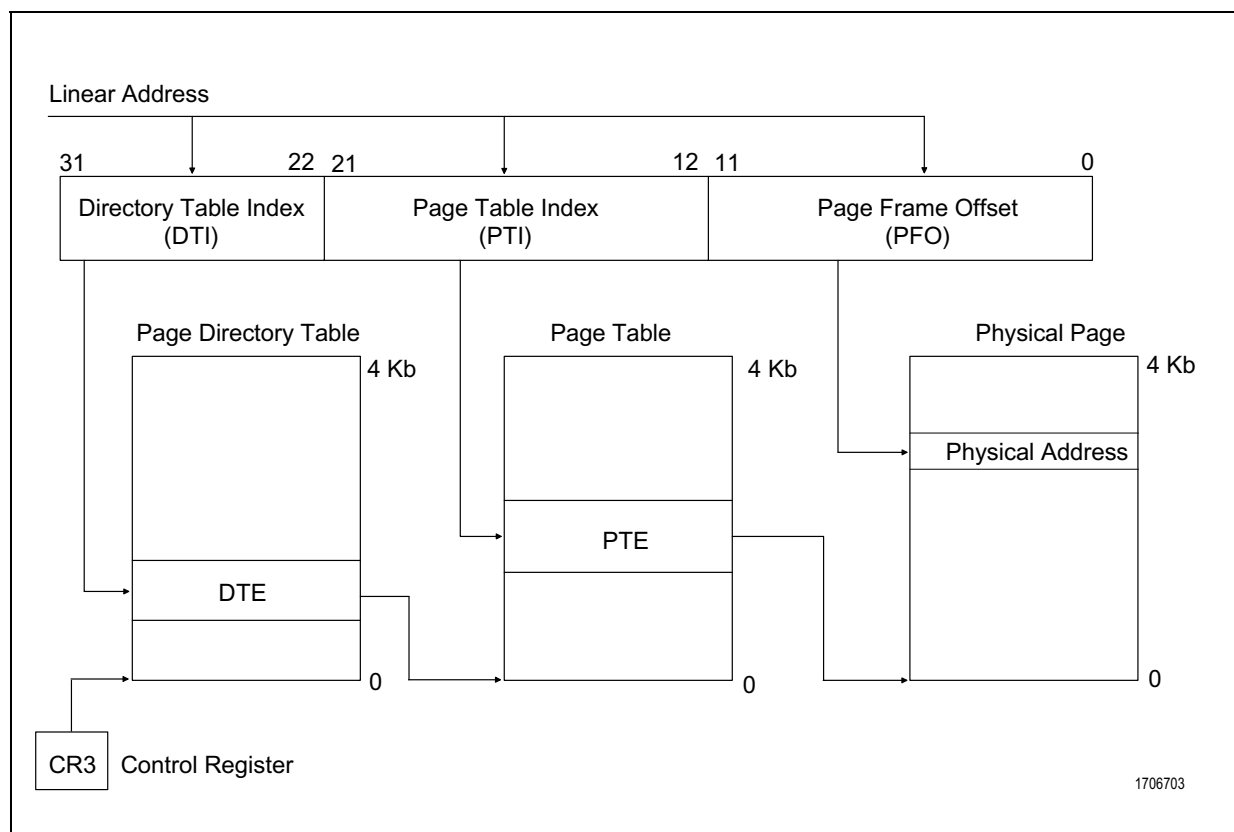 Linear Address
31 22 21 12 11 0
Directory Table Index Page Table Index Page Frame Offset
(DTI) (PTI) (PFO)
Page Directory Table Page Table Physical Page
4 Kb 4 Kb 4 Kb
Physical Address
PTE
DTE
0 0 0
CR3 Control Register
1706703